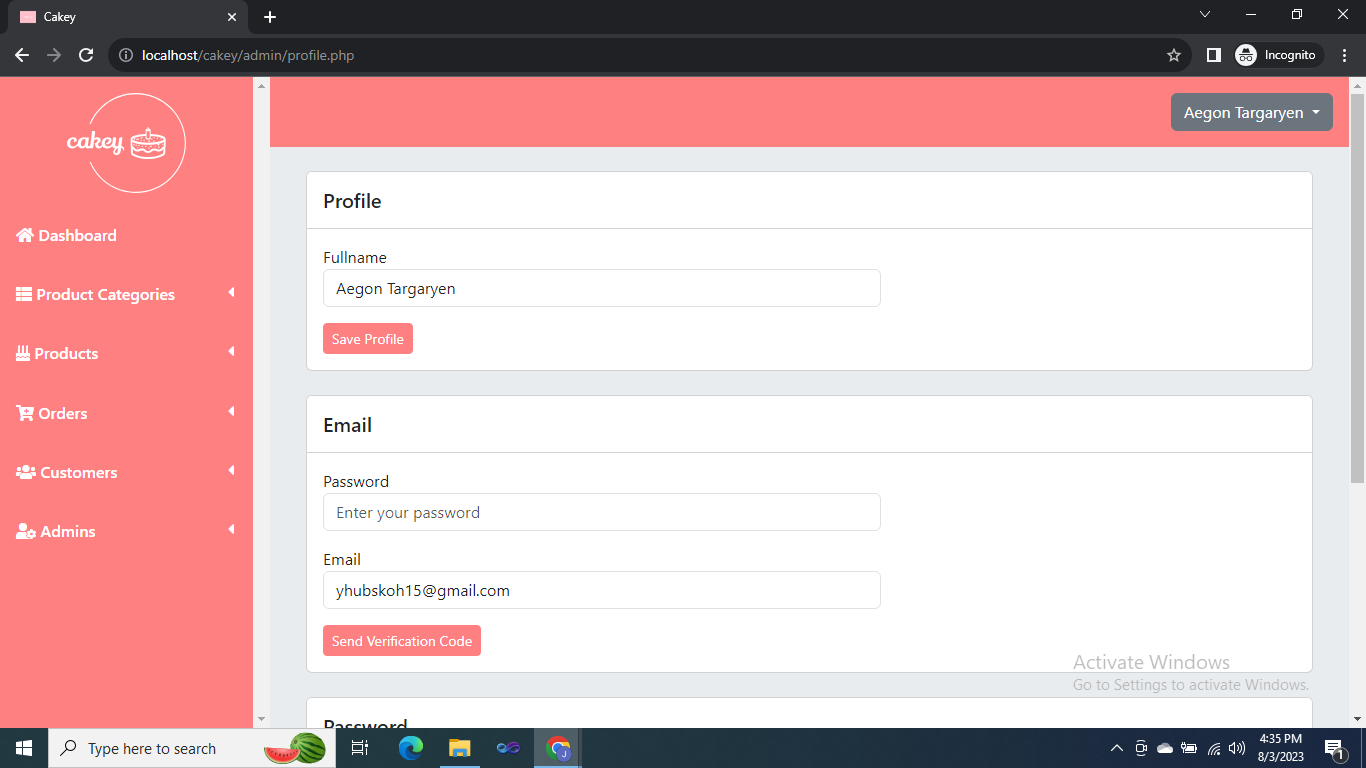 Cakey
localhost/cakey/admin/profile.php
Incognito
cakey
Aegon Targaryen
Dashboard
Product Categories
Products
Orders
Customers
Admins
Profile
Fullname
Aegon Targaryen
Save Profile
Email
Password
Enter your password
Email
yhubskoh15@gmail.com
Send Verification Code
Password
Activate Windows
Go to Settings to activate Windows.
Type here to search
J
4:35 PM
8/3/2023
1